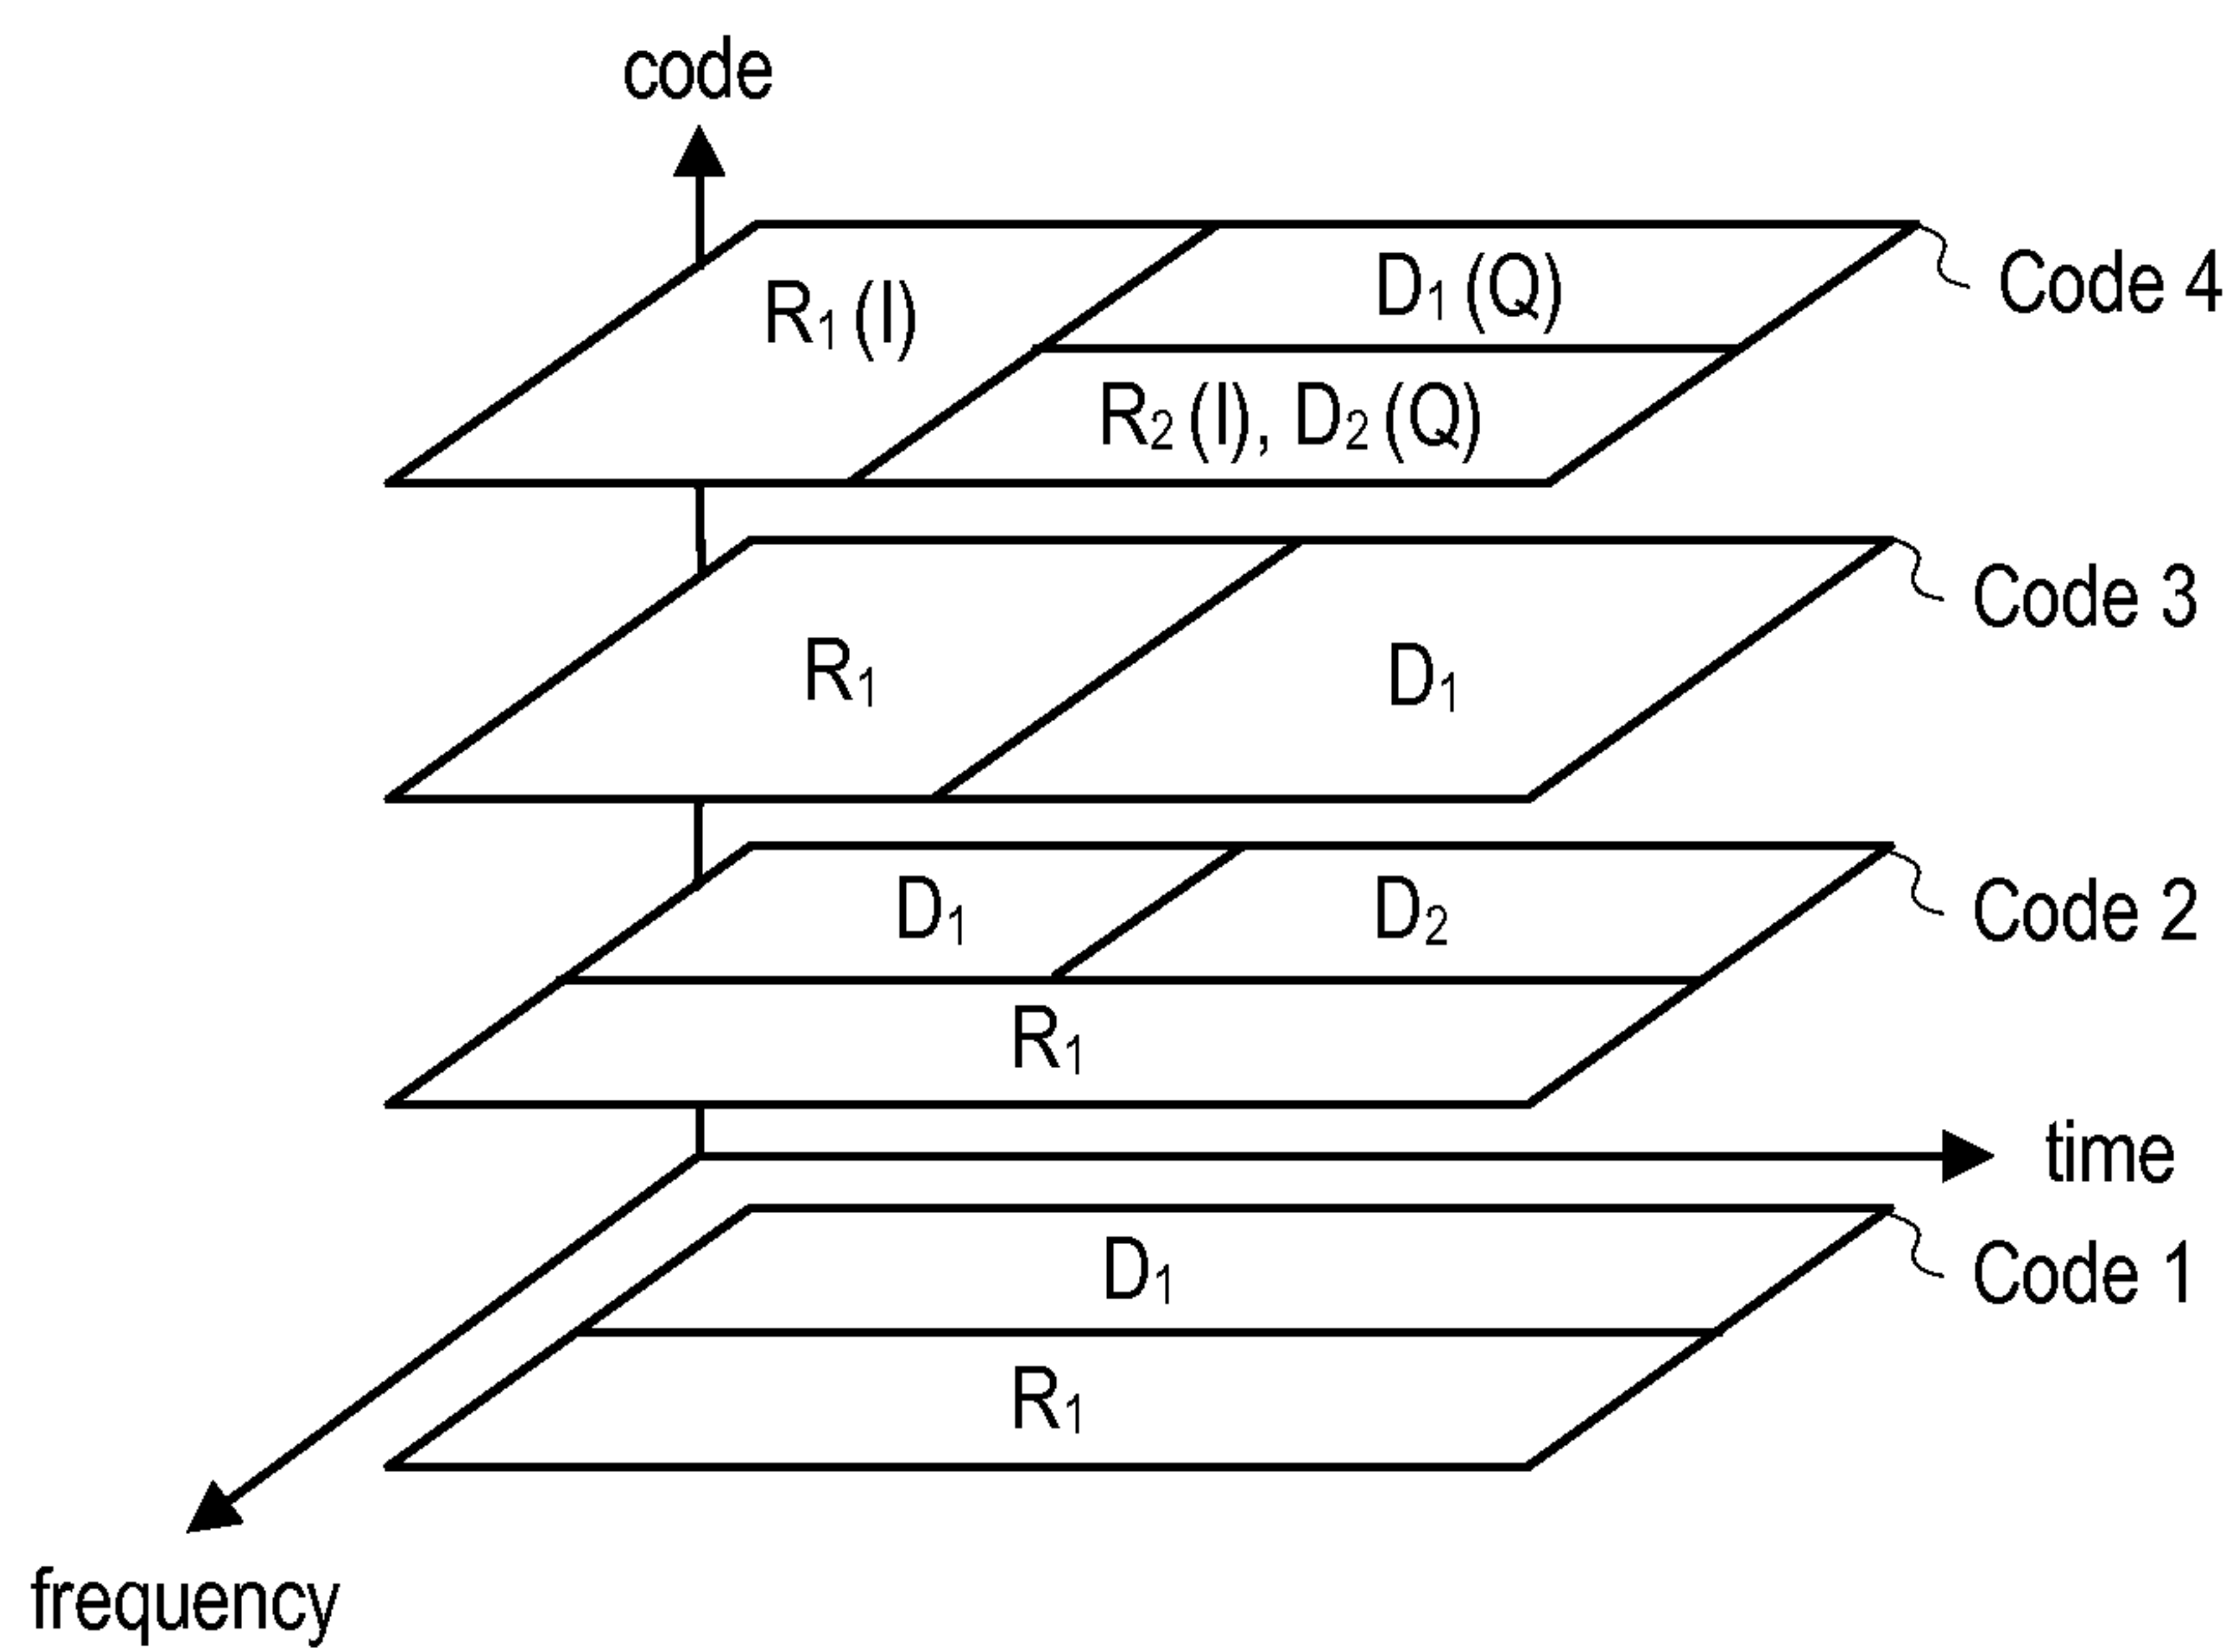 code
R₁ (I)
D₁ (Q)
Code 4
R₂ (I), D₂ (Q)
Code 3
R₁
D₁
D₁
D₂
Code 2
R₁
time
D₁
Code 1
R₁
frequency